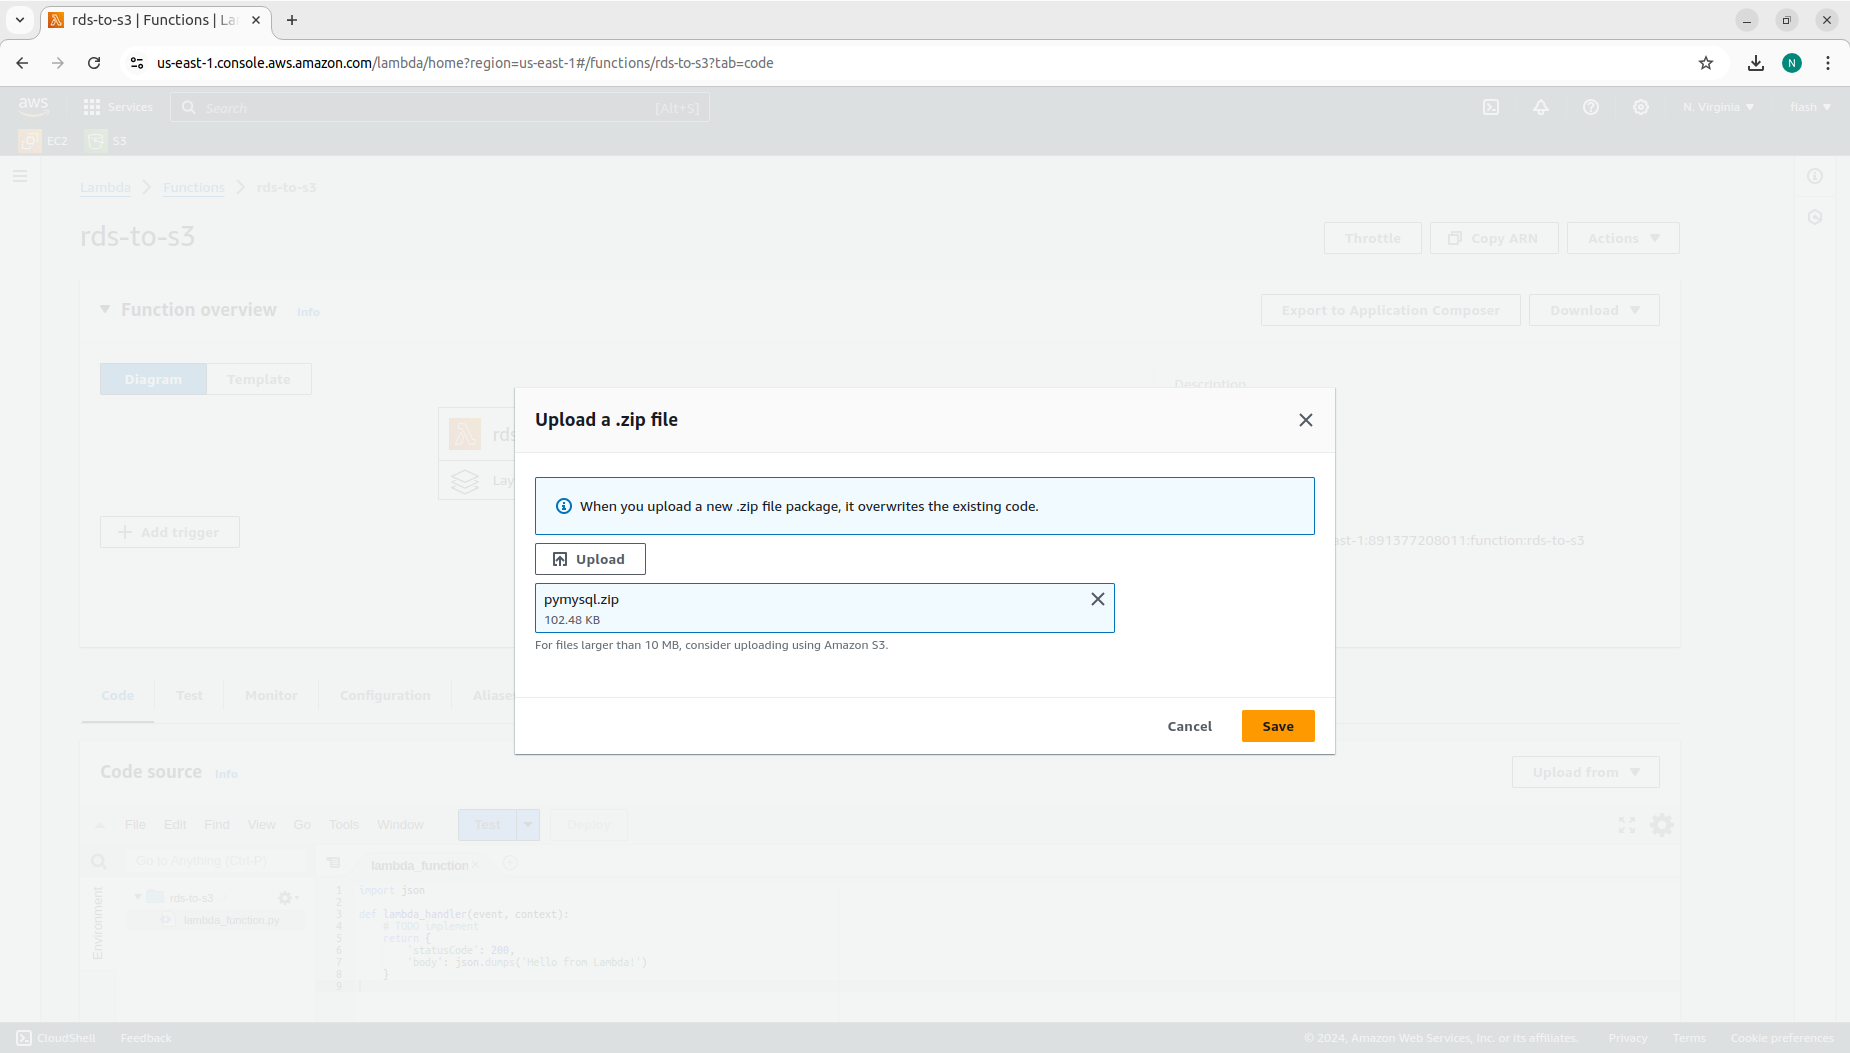 rds-to-s3 | Functions | La
us-east-1.console.aws.amazon.com/lambda/home?region=us-east-1#/functions/rds-to-s3?tab=code
N
aws
Services
Search
[Alt+S]
N. Virginia
flash
EC2
S3
Lambda
Functions
rds-to-s3
rds-to-s3
Throttle
Copy ARN
Actions
Function overview
Info
Export to Application Composer
Download
Diagram
Template
Description
rds
Lay
Add trigger
ast-1:891377208011:function:rds-to-s3
Upload a .zip file
When you upload a new .zip file package, it overwrites the existing code.
Upload
pymysql.zip
102.48 KB
For files larger than 10 MB, consider uploading using Amazon S3.
Cancel
Save
Code
Test
Monitor
Configuration
Aliase
Code source
Info
Upload from
File
Edit
Find
View
Go
Tools
Window
Test
Deploy
Go to Anything (Ctrl-P)
lambda_function
Environment
rds-to-s3
lambda_function.py
1 import json
2
3 def lambda_handler(event, context):
4 # TODO implement
5 return {
6 'statusCode': 200,
7 'body': json.dumps('Hello from Lambda!')
8 }
9
CloudShell
Feedback
© 2024, Amazon Web Services, Inc. or its affiliates.
Privacy
Terms
Cookie preferences